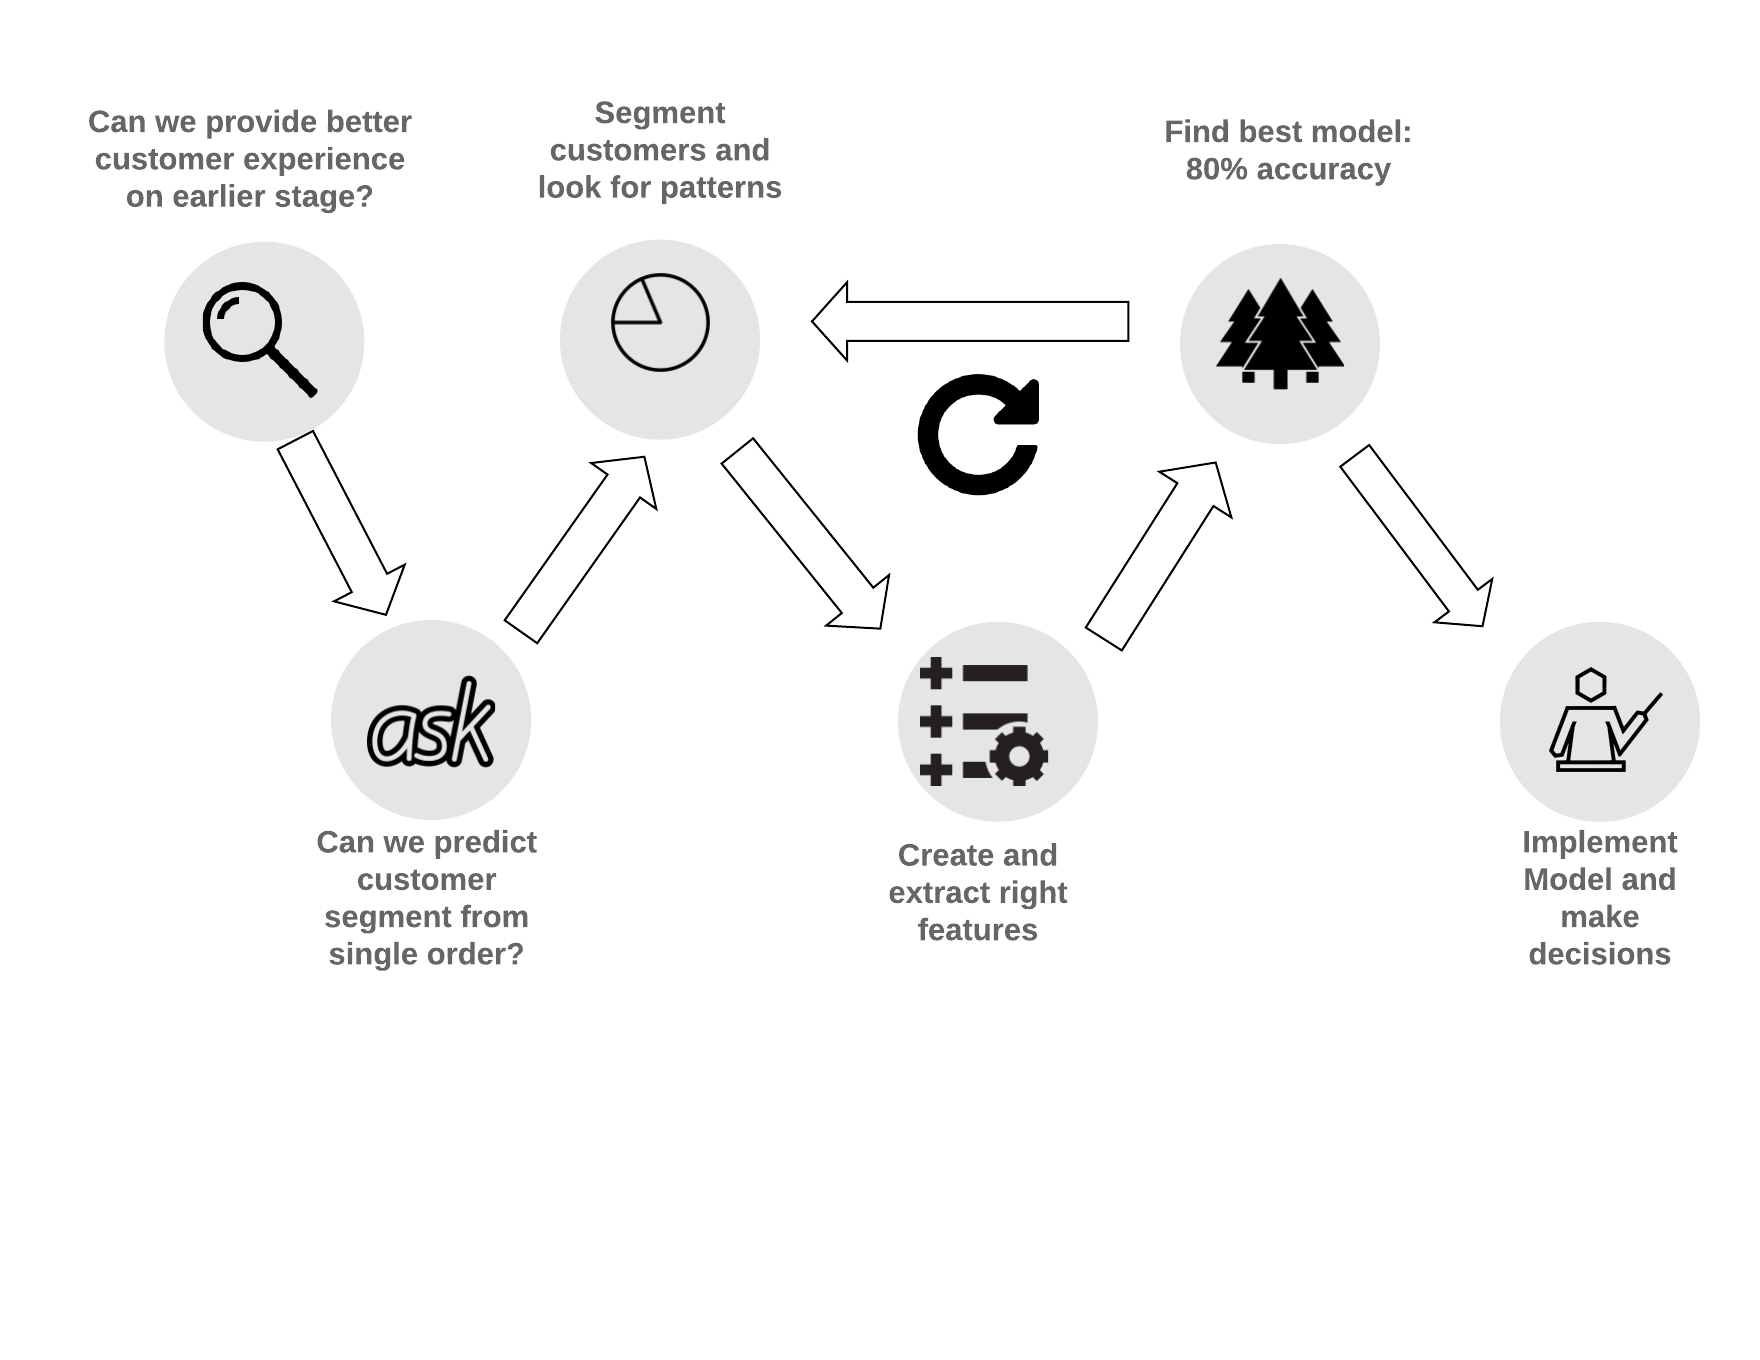 Can we provide better
customer experience
on earlier stage?
Segment
customers and
look for patterns
Find best model:
80% accuracy
ask
Can we predict
customer
segment from
single order?
Create and
extract right
features
Implement
Model and
make
decisions